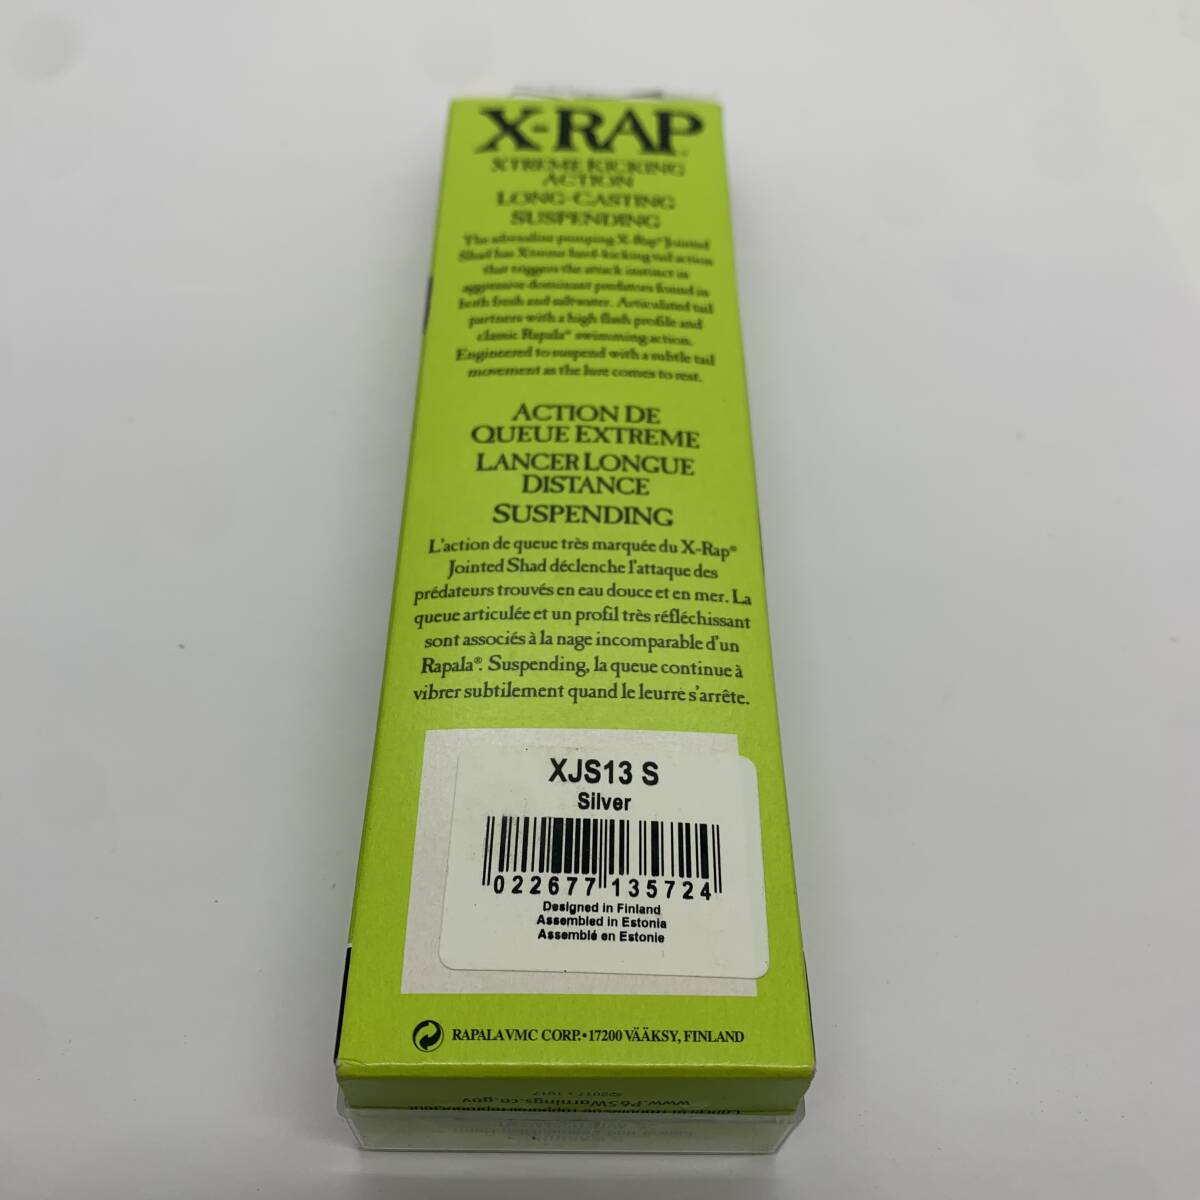 X-RAP
XTREME KICKING
ACTION
LONG-CASTING
SUSPENDING
The adrenaline-pumping X-Rap® Jointed
Shad has Xtreme hard-kicking tail action
that triggers the attack instinct in
aggressive dominant predators found in
both fresh and saltwater. Articulated tail
partners with a high flash profile and
classic Rapala® swimming action.
Engineered to suspend with a subtle tail
movement as the lure comes to rest.
ACTION DE
QUEUE EXTREME
LANCER LONGUE
DISTANCE
SUSPENDING
L'action de queue très marquée du X-Rap®
Jointed Shad déclenche l'attaque des
prédateurs trouvés en eau douce et en mer. La
queue articulée et un profil très réfléchissant
sont associés à la nage incomparable d'un
Rapala®. Suspending, la queue continue à
vibrer subtilement quand le leurre s'arrête.
XJS13 S
Silver
022677 135724
Designed in Finland
Assembled in Estonia
Assemblé en Estonie
RAPALA VMC CORP. • 17200 VÄÄKSY, FINLAND
©2017 • 1017
www.P65Warnings.ca.gov